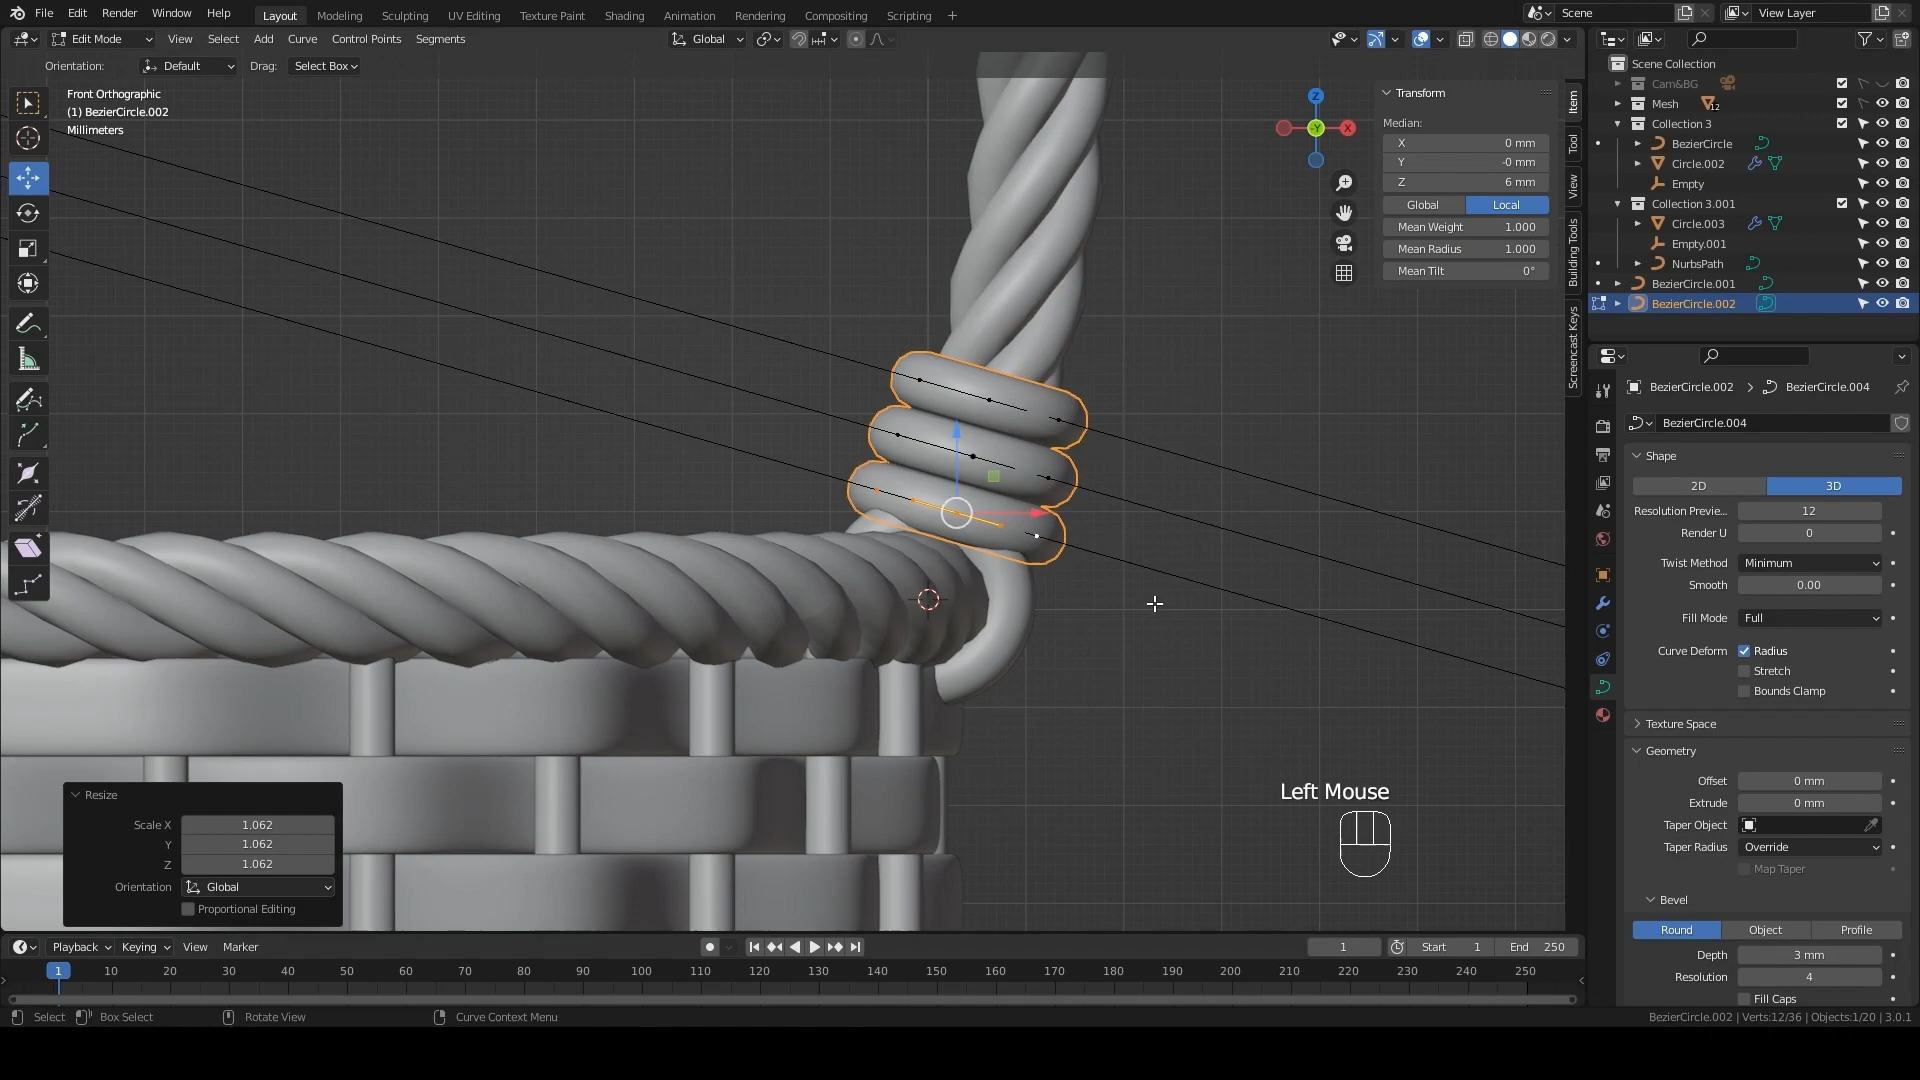 File Edit Render Window Help Layout Modeling Sculpting UV Editing Texture Paint Shading Animation Rendering Compositing Scripting + Scene View Layer
Edit Mode View Select Add Curve Control Points Segments Global
Orientation: Default Drag: Select Box
Front Orthographic
(1) BezierCircle.002
Millimeters
Z
X
-Y
Transform
Median:
X 0 mm
Y -0 mm
Z 6 mm
Global Local
Mean Weight 1.000
Mean Radius 1.000
Mean Tilt 0°
Item
Tool
View
Building Tools
Screencast Keys
Scene Collection
Cam&BG
Mesh 12
Collection 3
BezierCircle
Circle.002
Empty
Collection 3.001
Circle.003
Empty.001
NurbsPath
BezierCircle.001
BezierCircle.002
BezierCircle.002 > BezierCircle.004
BezierCircle.004
Shape
2D 3D
Resolution Previe... 12
Render U 0
Twist Method Minimum
Smooth 0.00
Fill Mode Full
Curve Deform Radius
Stretch
Bounds Clamp
Texture Space
Geometry
Offset 0 mm
Extrude 0 mm
Taper Object
Taper Radius Override
Map Taper
Bevel
Round Object Profile
Depth 3 mm
Resolution 4
Fill Caps
Left Mouse
Resize
Scale X 1.062
Y 1.062
Z 1.062
Orientation Global
Proportional Editing
Playback Keying View Marker 1 Start 1 End 250
1 10 20 30 40 50 60 70 80 90 100 110 120 130 140 150 160 170 180 190 200 210 220 230 240 250
Select Box Select Rotate View Curve Context Menu BezierCircle.002 | Verts:12/36 | Objects:1/20 | 3.0.1